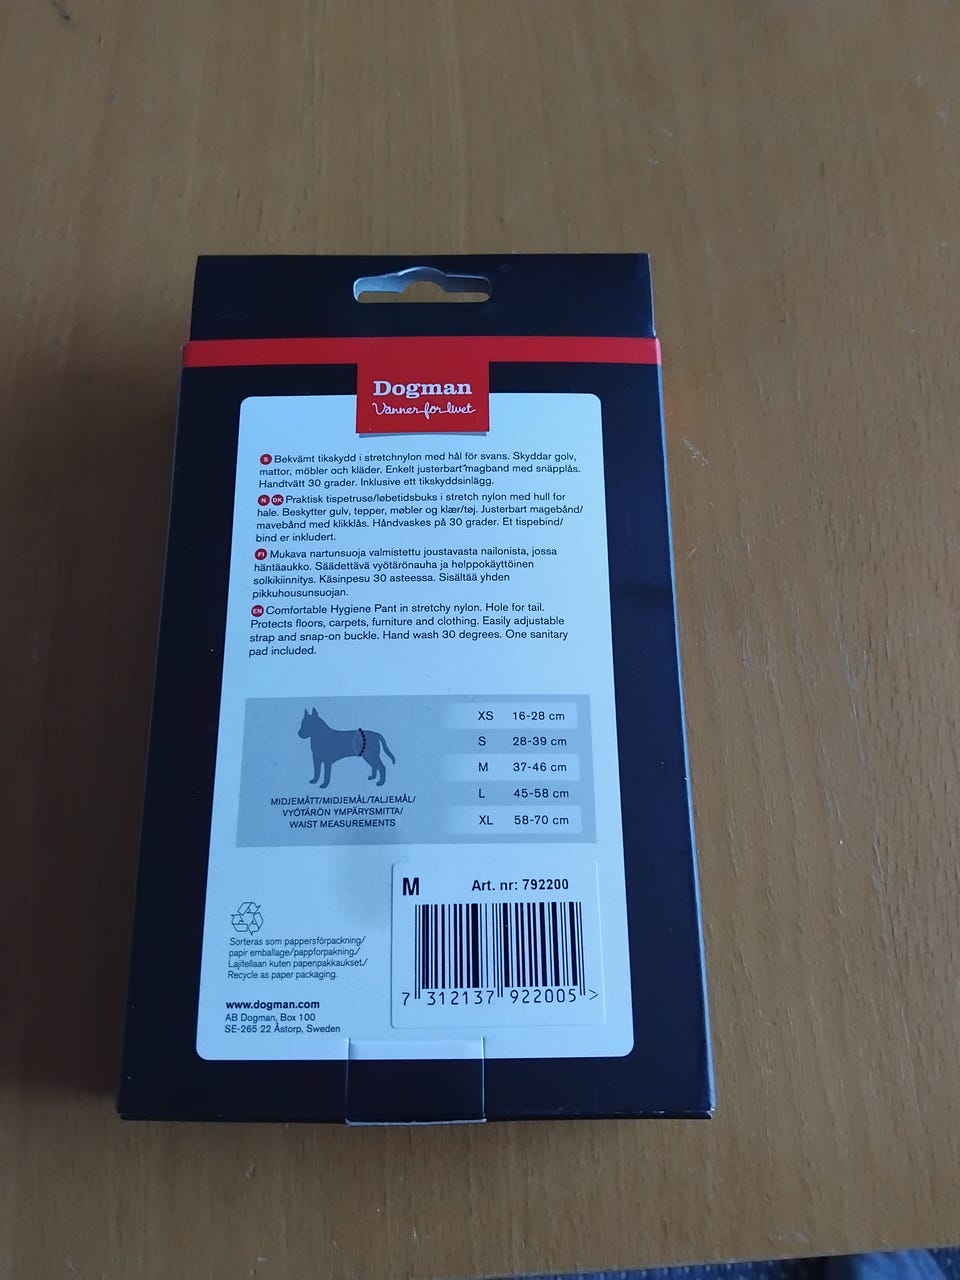 Dogman
Vänner för livet
S Bekvämt tikskydd i stretchnylon med hål för svans. Skyddar golv,
mattor, möbler och kläder. Enkelt justerbart magband med snäpplås.
Handtvätt 30 grader. Inklusive ett tikskyddsinlägg.
N DK Praktisk tispetruse/løbetidsbuks i stretch nylon med hull for
hale. Beskytter gulv, tepper, møbler og klær/tøj. Justerbart magebånd/
mavebånd med klikklås. Håndvaskes på 30 grader. Et tispebind/
bind er inkludert.
FI Mukava nartunsuoja valmistettu joustavasta nailonista, jossa
häntäaukko. Säädettävä vyötärönauha ja helppokäyttöinen
solkikiinnitys. Käsinpesu 30 asteessa. Sisältää yhden
pikkuhousunsuojan.
EN Comfortable Hygiene Pant in stretchy nylon. Hole for tail.
Protects floors, carpets, furniture and clothing. Easily adjustable
strap and snap-on buckle. Hand wash 30 degrees. One sanitary
pad included.
XS 16-28 cm
S 28-39 cm
M 37-46 cm
L 45-58 cm
XL 58-70 cm
MIDJEMÅTT/MIDJEMÅL/TALJEMÅL/
VYÖTÄRÖN YMPÄRYSMITTA/
WAIST MEASUREMENTS
M Art. nr: 792200
7 312137 922005 >
Sorteras som pappersförpackning/
papir emballage/pappforpakning/
Lajitellaan kuten paperipakkaukset/
Recycle as paper packaging.
www.dogman.com
AB Dogman, Box 100
SE-265 22 Åstorp, Sweden